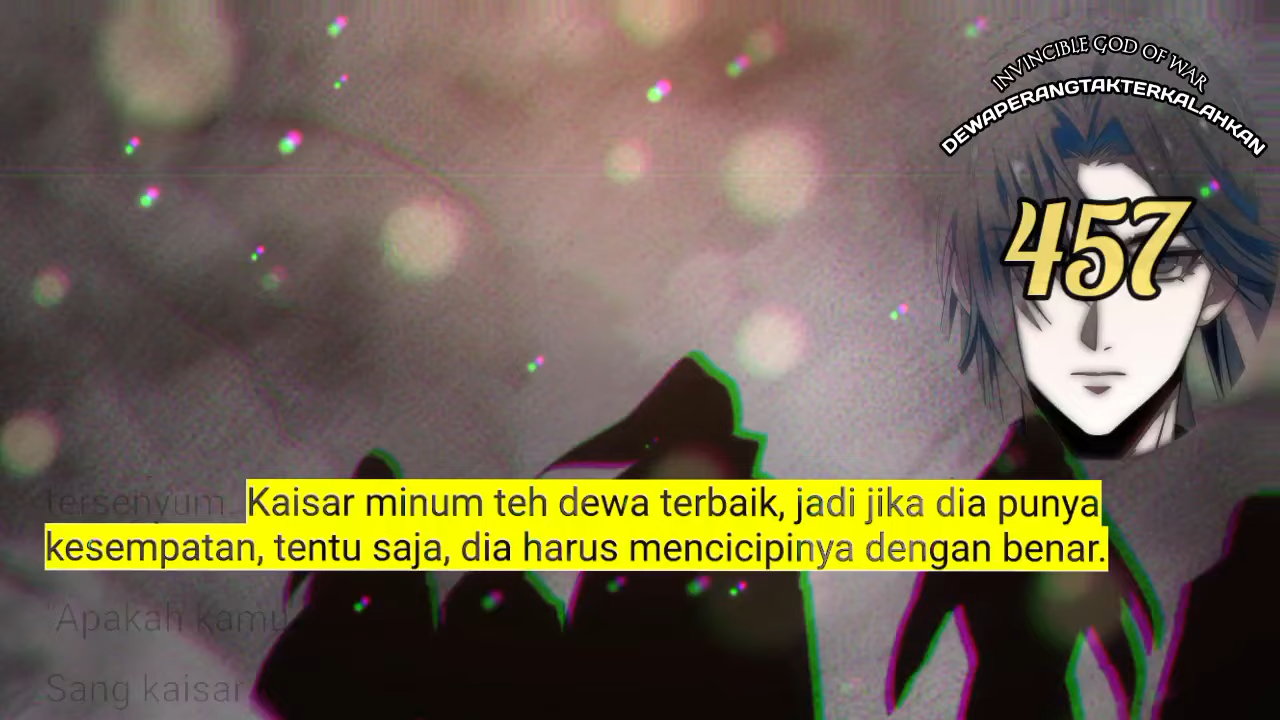 INVINCIBLE GOD OF WAR
DEWAPERANGTAKTERKALAHKAN
457
tersenyum. Kaisar minum teh dewa terbaik, jadi jika dia punya
kesempatan, tentu saja, dia harus mencicipinya dengan benar.
"Apakah kamu
Sang kaisar